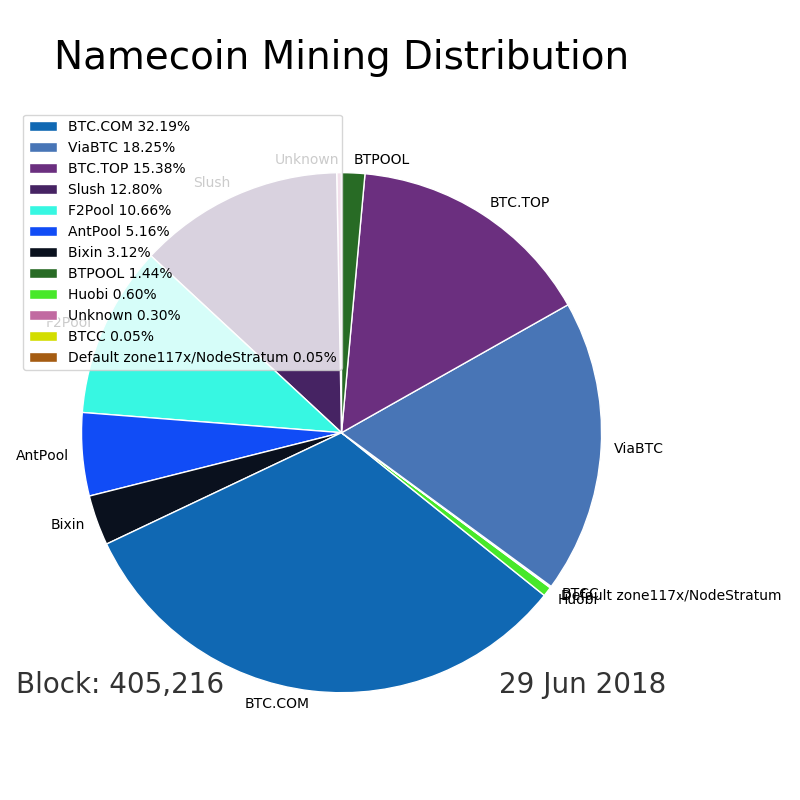 Namecoin Mining Distribution
BTC.COM 32.19%
ViaBTC 18.25%
BTC.TOP 15.38%
Slush 12.80%
F2Pool 10.66%
AntPool 5.16%
Bixin 3.12%
BTPOOL 1.44%
Huobi 0.60%
Unknown 0.30%
BTCC 0.05%
Default zone117x/NodeStratum 0.05%
Unknown
BTPOOL
Slush
BTC.TOP
F2Pool
ViaBTC
AntPool
Bixin
BTCC
Default zone117x/NodeStratum
Huobi
BTC.COM
Block: 405,216
29 Jun 2018